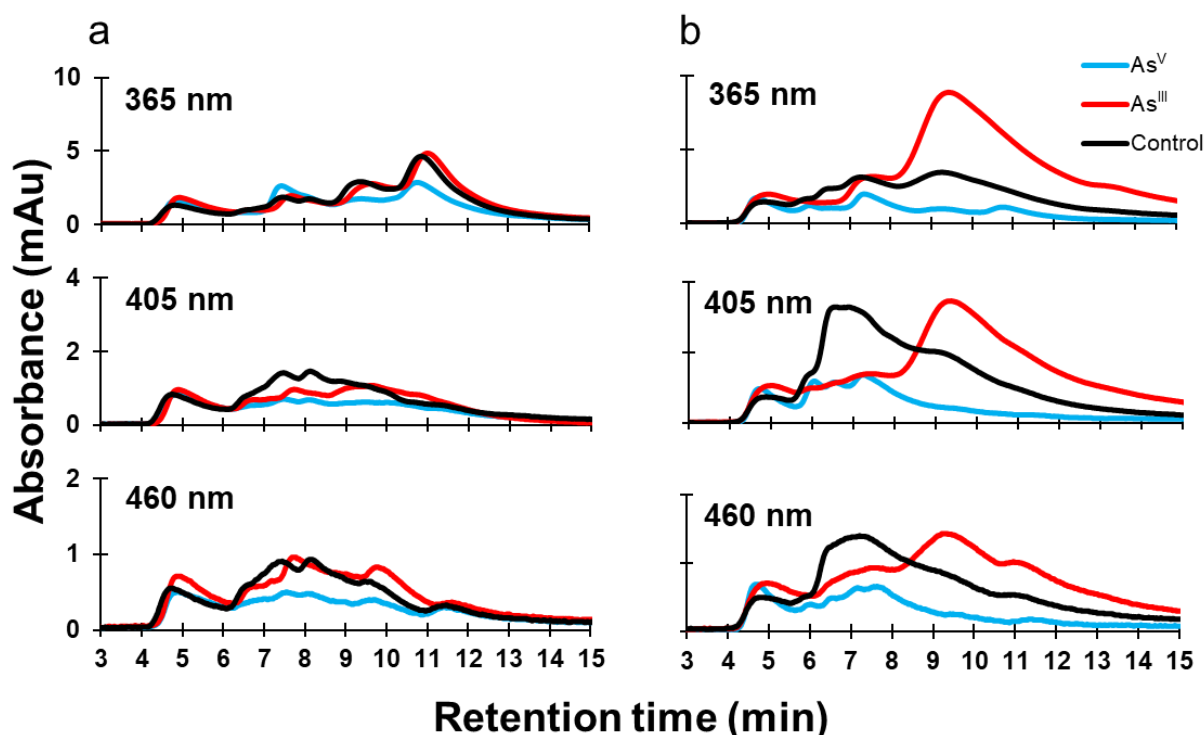 a
b
As^V
As^III
Control
Absorbance (mAu)
365 nm
10
5
0
365 nm
405 nm
4
2
0
405 nm
460 nm
2
1
0
460 nm
3 4 5 6 7 8 9 10 11 12 13 14 15
3 4 5 6 7 8 9 10 11 12 13 14 15
Retention time (min)